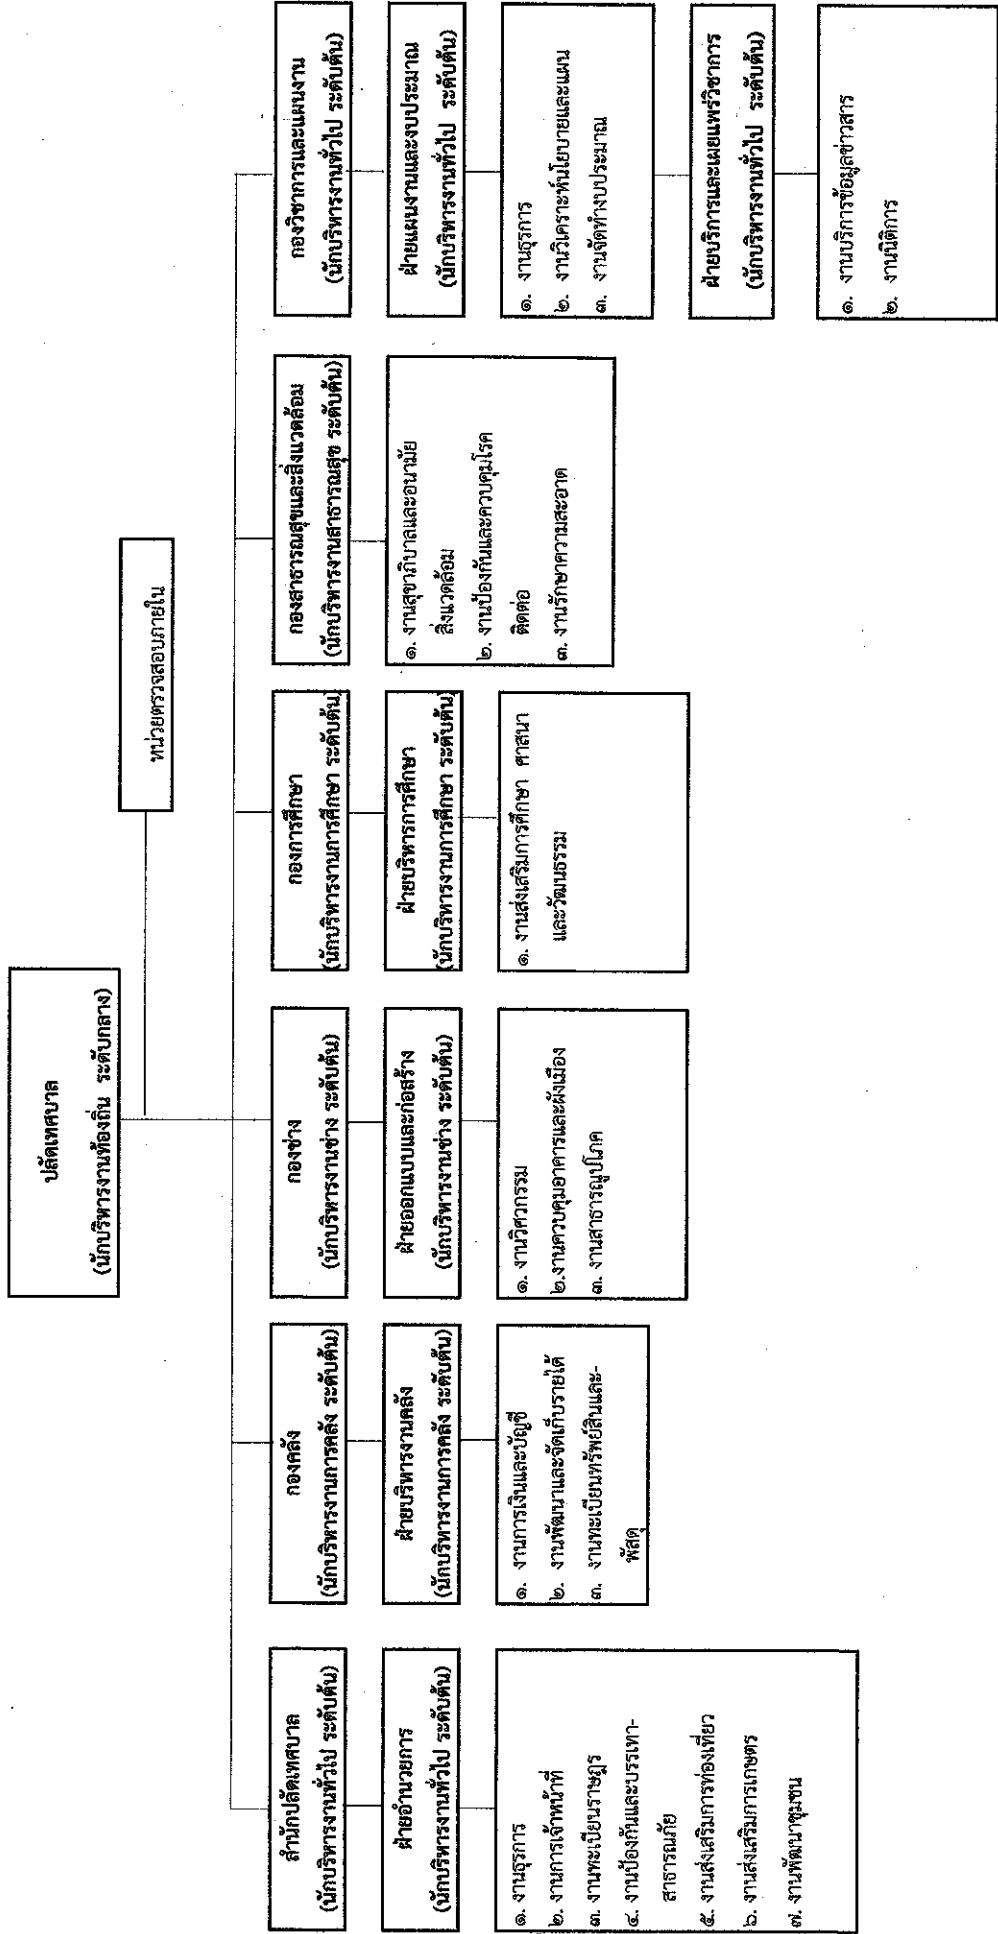 ปลัดเทศบาล
(นักบริหารงานท้องถิ่น ระดับกลาง)
หน่วยตรวจสอบภายใน
สำนักปลัดเทศบาล
(นักบริหารงานทั่วไป ระดับต้น)
ฝ่ายอำนวยการ
(นักบริหารงานทั่วไป ระดับต้น)
๑. งานธุรการ
๒. งานการเจ้าหน้าที่
๓. งานทะเบียนราษฎร
๔. งานป้องกันและบรรเทา-
สาธารณภัย
๕. งานส่งเสริมการท่องเที่ยว
๖. งานส่งเสริมการเกษตร
๗. งานพัฒนาชุมชน
กองคลัง
(นักบริหารงานการคลัง ระดับต้น)
ฝ่ายบริหารงานคลัง
(นักบริหารงานการคลัง ระดับต้น)
๑. งานการเงินและบัญชี
๒. งานพัฒนาและจัดเก็บรายได้
๓. งานทะเบียนทรัพย์สินและ-
พัสดุ
กองช่าง
(นักบริหารงานช่าง ระดับต้น)
ฝ่ายออกแบบและก่อสร้าง
(นักบริหารงานช่าง ระดับต้น)
๑. งานวิศวกรรม
๒.งานควบคุมอาคารและผังเมือง
๓. งานสาธารณูปโภค
กองการศึกษา
(นักบริหารงานการศึกษา ระดับต้น)
ฝ่ายบริหารการศึกษา
(นักบริหารงานการศึกษา ระดับต้น)
๑. งานส่งเสริมการศึกษา ศาสนา
และวัฒนธรรม
กองสาธารณสุขและสิ่งแวดล้อม
(นักบริหารงานสาธารณสุข ระดับต้น)
๑. งานสุขาภิบาลและอนามัย
สิ่งแวดล้อม
๒. งานป้องกันและควบคุมโรค
ติดต่อ
๓. งานรักษาความสะอาด
กองวิชาการและแผนงาน
(นักบริหารงานทั่วไป ระดับต้น)
ฝ่ายแผนงานและงบประมาณ
(นักบริหารงานทั่วไป ระดับต้น)
๑. งานธุรการ
๒. งานวิเคราะห์นโยบายและแผน
๓. งานจัดทำงบประมาณ
ฝ่ายบริการและเผยแพร่วิชาการ
(นักบริหารงานทั่วไป ระดับต้น)
๑. งานบริการข้อมูลข่าวสาร
๒. งานนิติการ